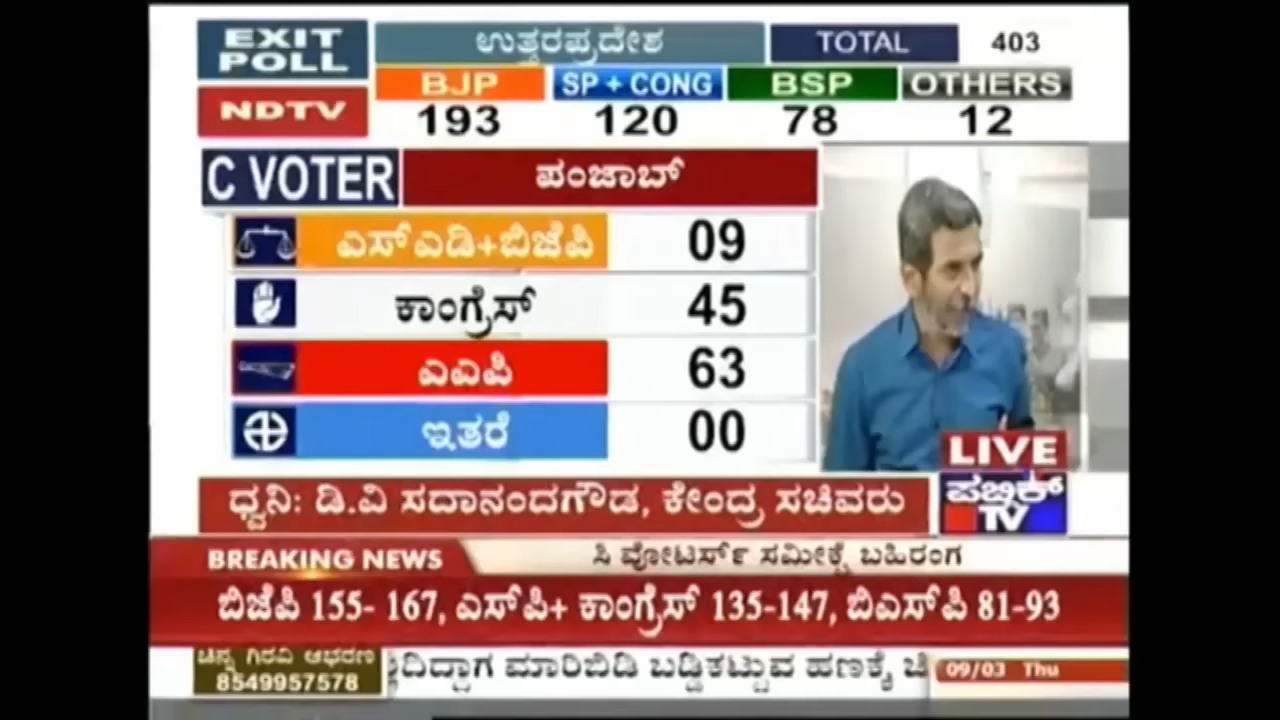 EXIT POLL
ಉತ್ತರಪ್ರದೇಶ TOTAL 403
NDTV
BJP SP + CONG BSP OTHERS
193 120 78 12
C VOTER ಪಂಜಾಬ್
ಎಸ್ಎಡಿ+ಬಿಜೆಪಿ 09
ಕಾಂಗ್ರೆಸ್ 45
ಎಎಪಿ 63
ಇತರೆ 00
LIVE
ಧ್ವನಿ: ಡಿ.ವಿ ಸದಾನಂದಗೌಡ, ಕೇಂದ್ರ ಸಚಿವರು
ಪಬ್ಲಿಕ್ TV
BREAKING NEWS ಸಿ ವೋಟರ್ಸ್ ಸಮೀಕ್ಷೆ ಬಹಿರಂಗ
ಬಿಜೆಪಿ 155- 167, ಎಸ್‌ಪಿ+ ಕಾಂಗ್ರೆಸ್ 135-147, ಬಿಎಸ್‌ಪಿ 81-93
ಚಿನ್ನ ಗಿರವಿ ಆಭರಣ
8549957578
ಮಾರಿಬಿಡಿ ಬಡ್ಡಿಕಟ್ಟುವ ಹಣಕ್ಕೆ
09/03 Thu